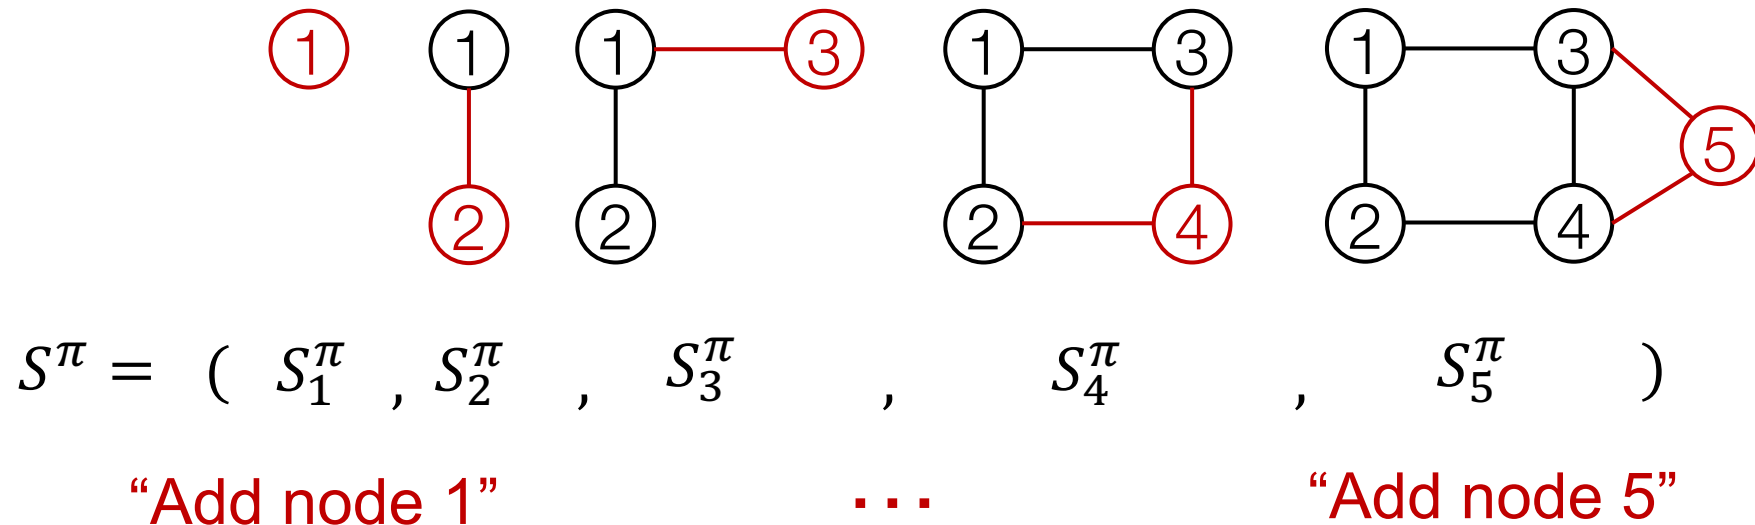 1 1 1 3 1 3 1 3
5
2 2 2 4 2 4
S^π = ( S_1^π , S_2^π , S_3^π , S_4^π , S_5^π )
“Add node 1” ... “Add node 5”